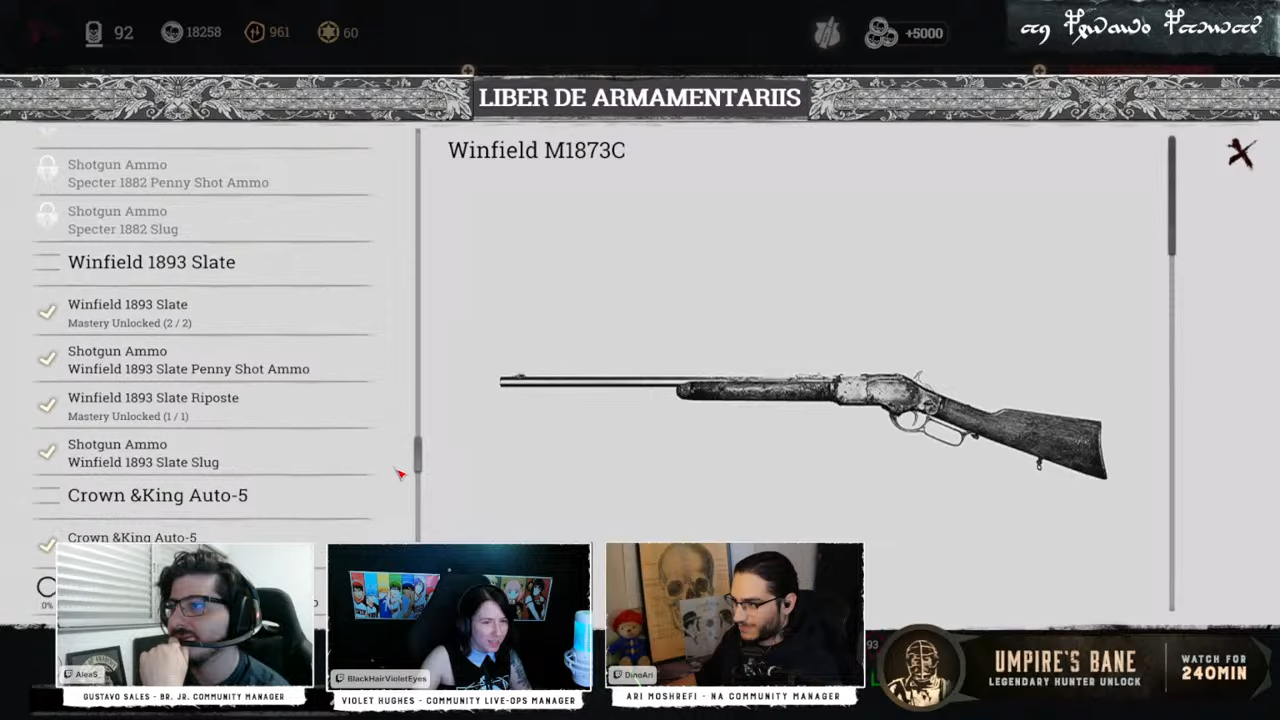 92
18258
961
60
+5000
LIBER DE ARMAMENTARIIS
Shotgun Ammo
Specter 1882 Penny Shot Ammo
Shotgun Ammo
Specter 1882 Slug
Winfield 1893 Slate
Winfield 1893 Slate
Mastery Unlocked (2 / 2)
Shotgun Ammo
Winfield 1893 Slate Penny Shot Ammo
Winfield 1893 Slate Riposte
Mastery Unlocked (1 / 1)
Shotgun Ammo
Winfield 1893 Slate Slug
Crown &King Auto-5
Crown &King Auto-5
0%
Winfield M1873C
AleaS_
GUSTAVO SALES - BR. JR. COMMUNITY MANAGER
BlackHairVioletEyes
VIOLET HUGHES - COMMUNITY LIVE-OPS MANAGER
DinoAri
ARI MOSHREFI - NA COMMUNITY MANAGER
93
UMPIRE'S BANE
LEGENDARY HUNTER UNLOCK
WATCH FOR
240MIN